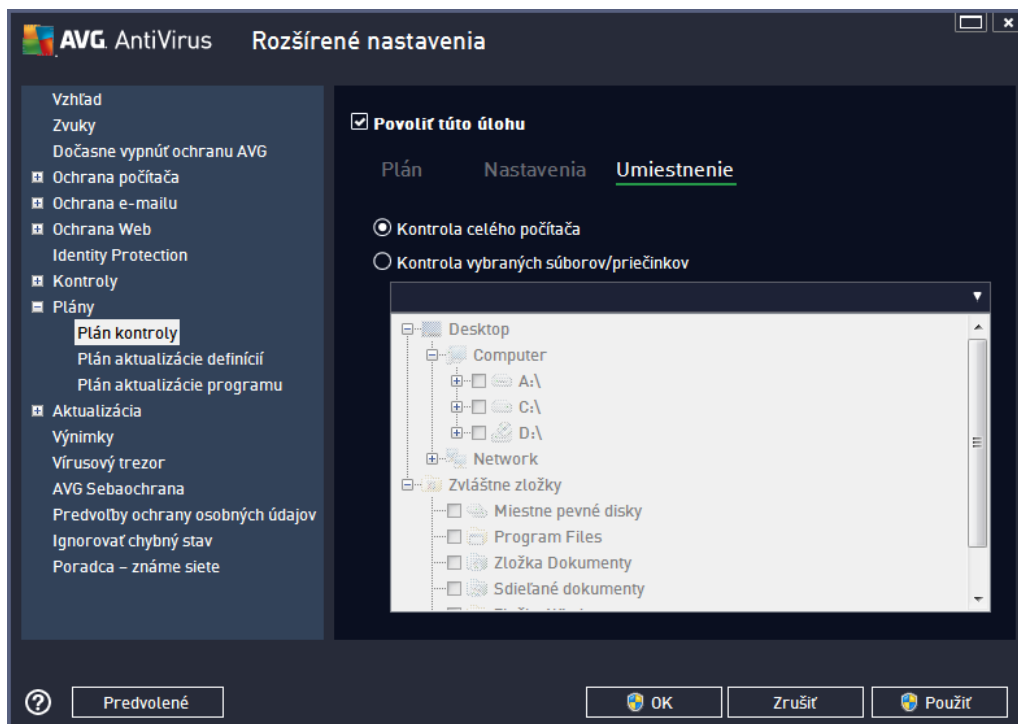 AVG AntiVirus Rozšírené nastavenia
Vzhľad
Zvuky
Dočasne vypnúť ochranu AVG
Ochrana počítača
Ochrana e-mailu
Ochrana Web
Identity Protection
Kontroly
Plány
Plán kontroly
Plán aktualizácie definícií
Plán aktualizácie programu
Aktualizácia
Výnimky
Vírusový trezor
AVG Sebaochrana
Predvoľby ochrany osobných údajov
Ignorovať chybný stav
Poradca – známe siete
Povoliť túto úlohu
Plán Nastavenia Umiestnenie
Kontrola celého počítača
Kontrola vybraných súborov/priečinkov
Desktop
Computer
A:\
C:\
D:\
Network
Zvláštne zložky
Miestne pevné disky
Program Files
Zložka Dokumenty
Sdieľané dokumenty
Predvolené OK Zrušiť Použiť